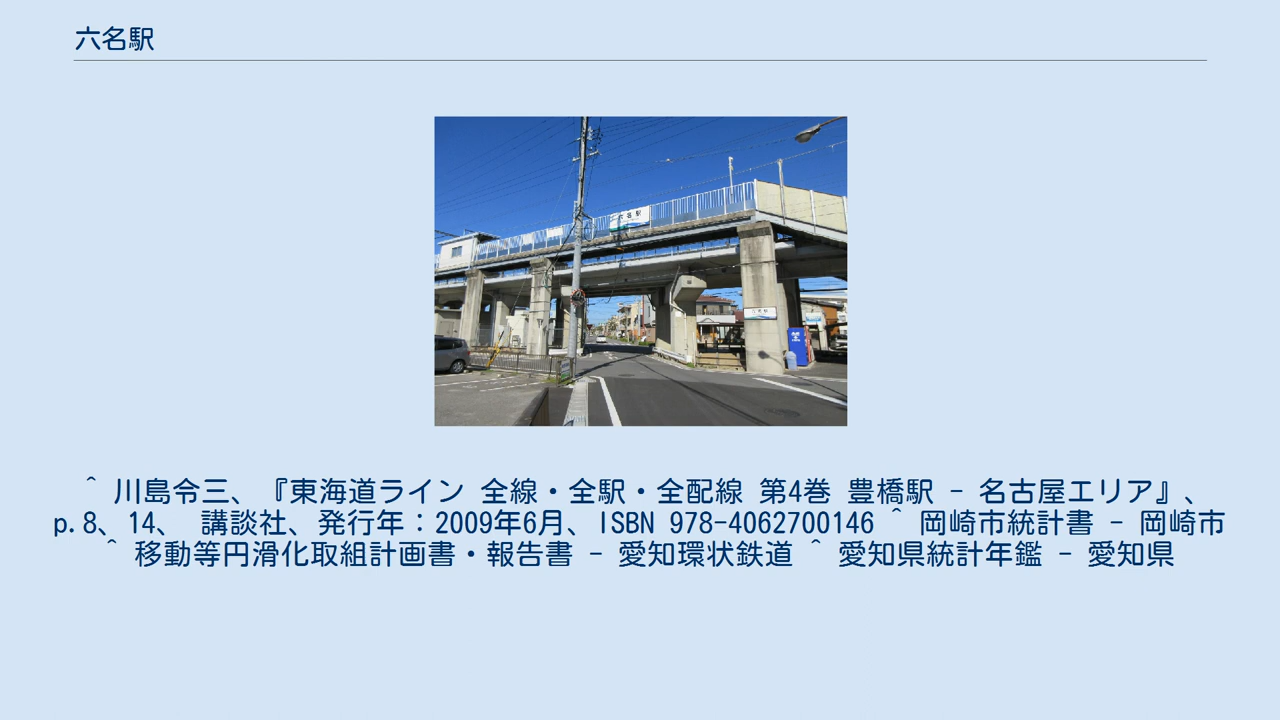 六名駅
六名駅
^ 川島令三、『東海道ライン 全線・全駅・全配線 第4巻 豊橋駅 - 名古屋エリア』、
p.8、14、 講談社、発行年：2009年6月、ISBN 978-4062700146 ^ 岡崎市統計書 - 岡崎市
^ 移動等円滑化取組計画書・報告書 - 愛知環状鉄道 ^ 愛知県統計年鑑 - 愛知県